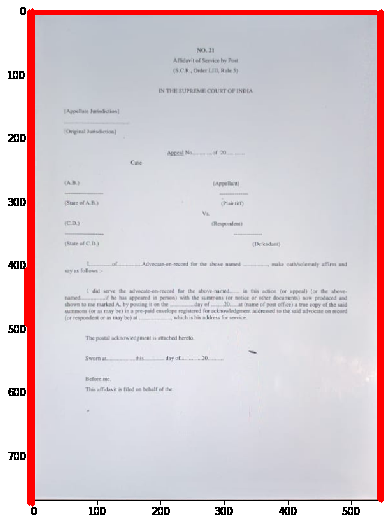 NO. 21
Affidavit of Service by Post
(S.C.R., Order LIII, Rule 3)
IN THE SUPREME COURT OF INDIA
(Appellate Jurisdiction)
(Original Jurisdiction)
Appeal No............of 20...........
Case
(A.B.) (Appellant)
(State of A.B.) (Plaintiff)
Vs.
(C.D.) (Respondent)
(State of C.D.) (Defendant)
I..............of..............Advocate-on-record for the above named ..............., make oath/solemnly affirm and
say as follows :-
I did serve the advocate-on-record for the above-named...... in this notice (or appeal) (or the above-
named..............if he has appeared in person) with the summons (or notice or other documents) now produced and
shown to me marked A, by posting it on the..............day of ......20..... at (name of post office) a true copy of the said
summons (or as may be) in a pre-paid envelope registered for acknowledgment addressed to the said advocate-on-record
(or respondent or as may be) at ..................., which is his address for service.
The postal acknowledgment is attached hereto.
Sworn at................this...........day of...........20.........
Before me.
This affidavit is filed on behalf of the
0
100
200
300
400
500
600
700
0 100 200 300 400 500